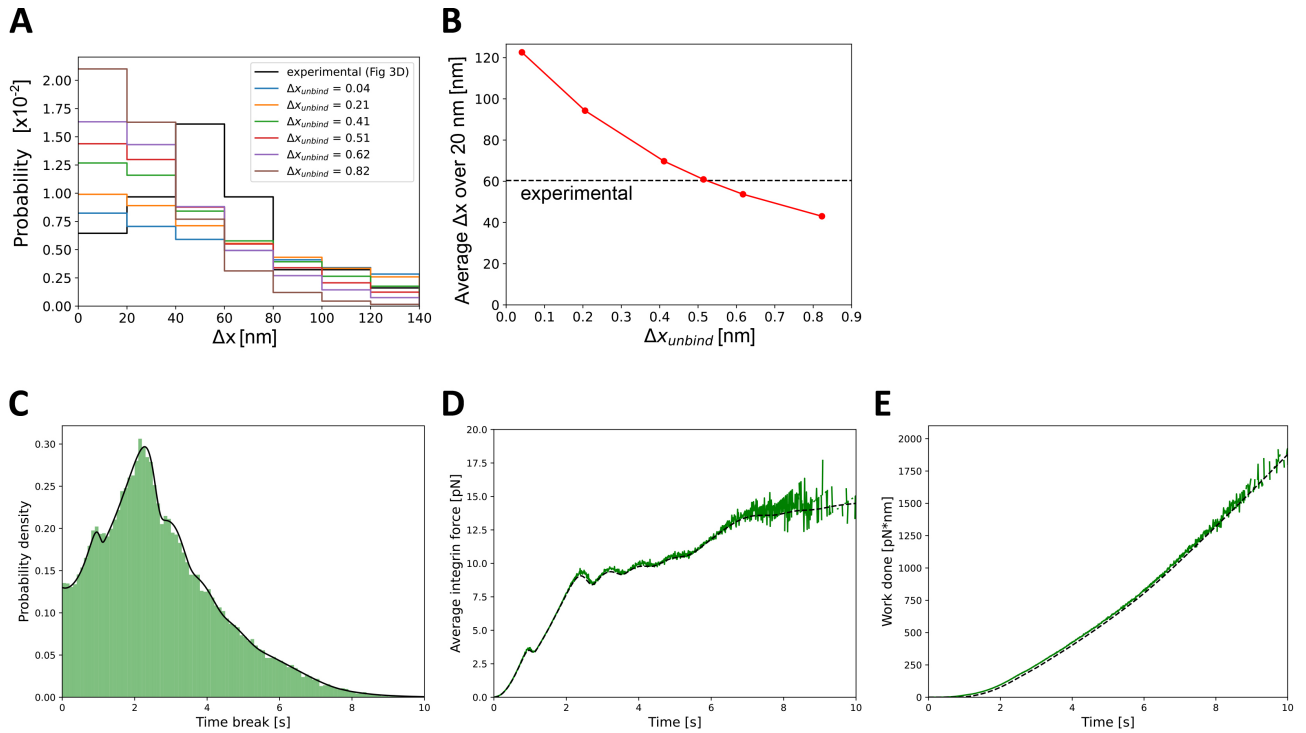 A
Probability [x10-2]
2.00
1.75
1.50
1.25
1.00
0.75
0.50
0.25
0.00
0 20 40 60 80 100 120 140
Δx [nm]
experimental (Fig 3D)
Δxunbind = 0.04
Δxunbind = 0.21
Δxunbind = 0.41
Δxunbind = 0.51
Δxunbind = 0.62
Δxunbind = 0.82
B
Average Δx over 20 nm [nm]
120
100
80
60
40
20
0
experimental
0 0.1 0.2 0.3 0.4 0.5 0.6 0.7 0.8 0.9
Δxunbind [nm]
C
Probability density
0.30
0.25
0.20
0.15
0.10
0.05
0.00
0 2 4 6 8 10
Time break [s]
D
Average integrin force [pN]
20.0
17.5
15.0
12.5
10.0
7.5
5.0
2.5
0.0
0 2 4 6 8 10
Time [s]
E
Work done [pN*nm]
2000
1750
1500
1250
1000
750
500
250
0
0 2 4 6 8 10
Time [s]